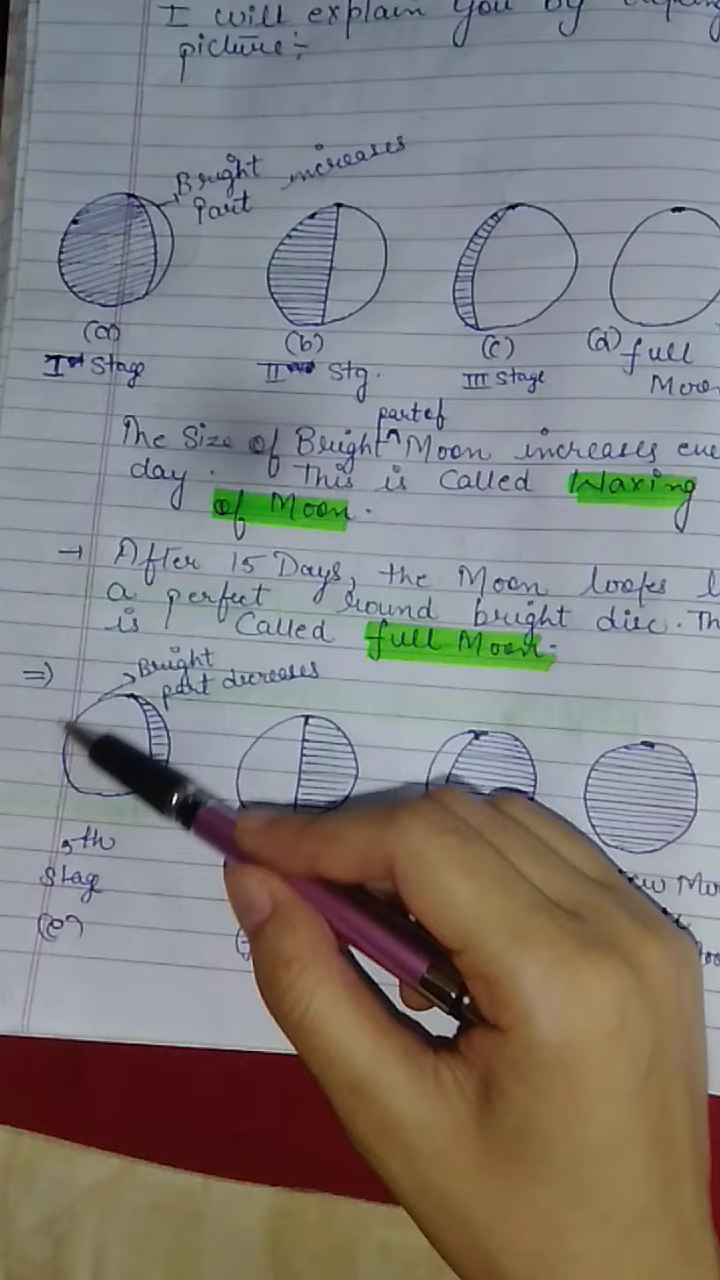 I will explain you by
picture:-
Bright increases
Part
(a) (b) (c) (d) full
Ist Stage IInd Stg. III Stage Moon
part of
The Size of Bright ^ Moon increases
day. This is Called Waxing
of Moon.
→ After 15 Days, the Moon looks
a perfect round bright disc.
is Called full Moon.
⇒ Bright
part decreases
5th
Stage
(e)